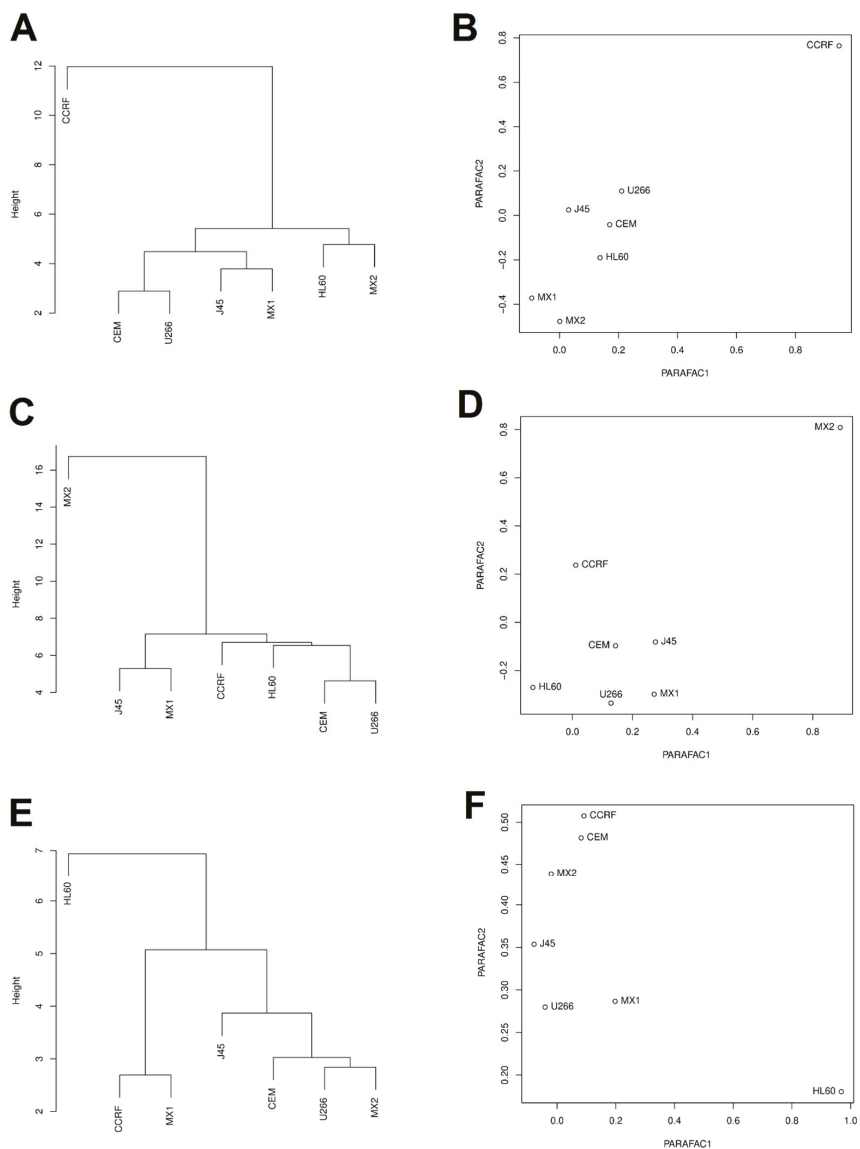 A
Height
2
4
6
8
10
12
CCRF
CEM
U266
J45
MX1
HL60
MX2
B
PARAFAC2
−0.4
−0.2
0.0
0.2
0.4
0.6
0.8
CCRF
U266
J45
CEM
HL60
MX1
MX2
0.0
0.2
0.4
0.6
0.8
PARAFAC1
C
Height
4
6
8
10
12
14
16
MX2
J45
MX1
CCRF
HL60
CEM
U266
D
PARAFAC2
−0.2
0.0
0.2
0.4
0.6
0.8
MX2
CCRF
CEM
J45
HL60
U266
MX1
0.0
0.2
0.4
0.6
0.8
PARAFAC1
E
Height
2
3
4
5
6
7
HL60
CCRF
MX1
J45
CEM
U266
MX2
F
PARAFAC2
0.20
0.25
0.30
0.35
0.40
0.45
0.50
CCRF
CEM
MX2
J45
U266
MX1
HL60
0.0
0.2
0.4
0.6
0.8
1.0
PARAFAC1